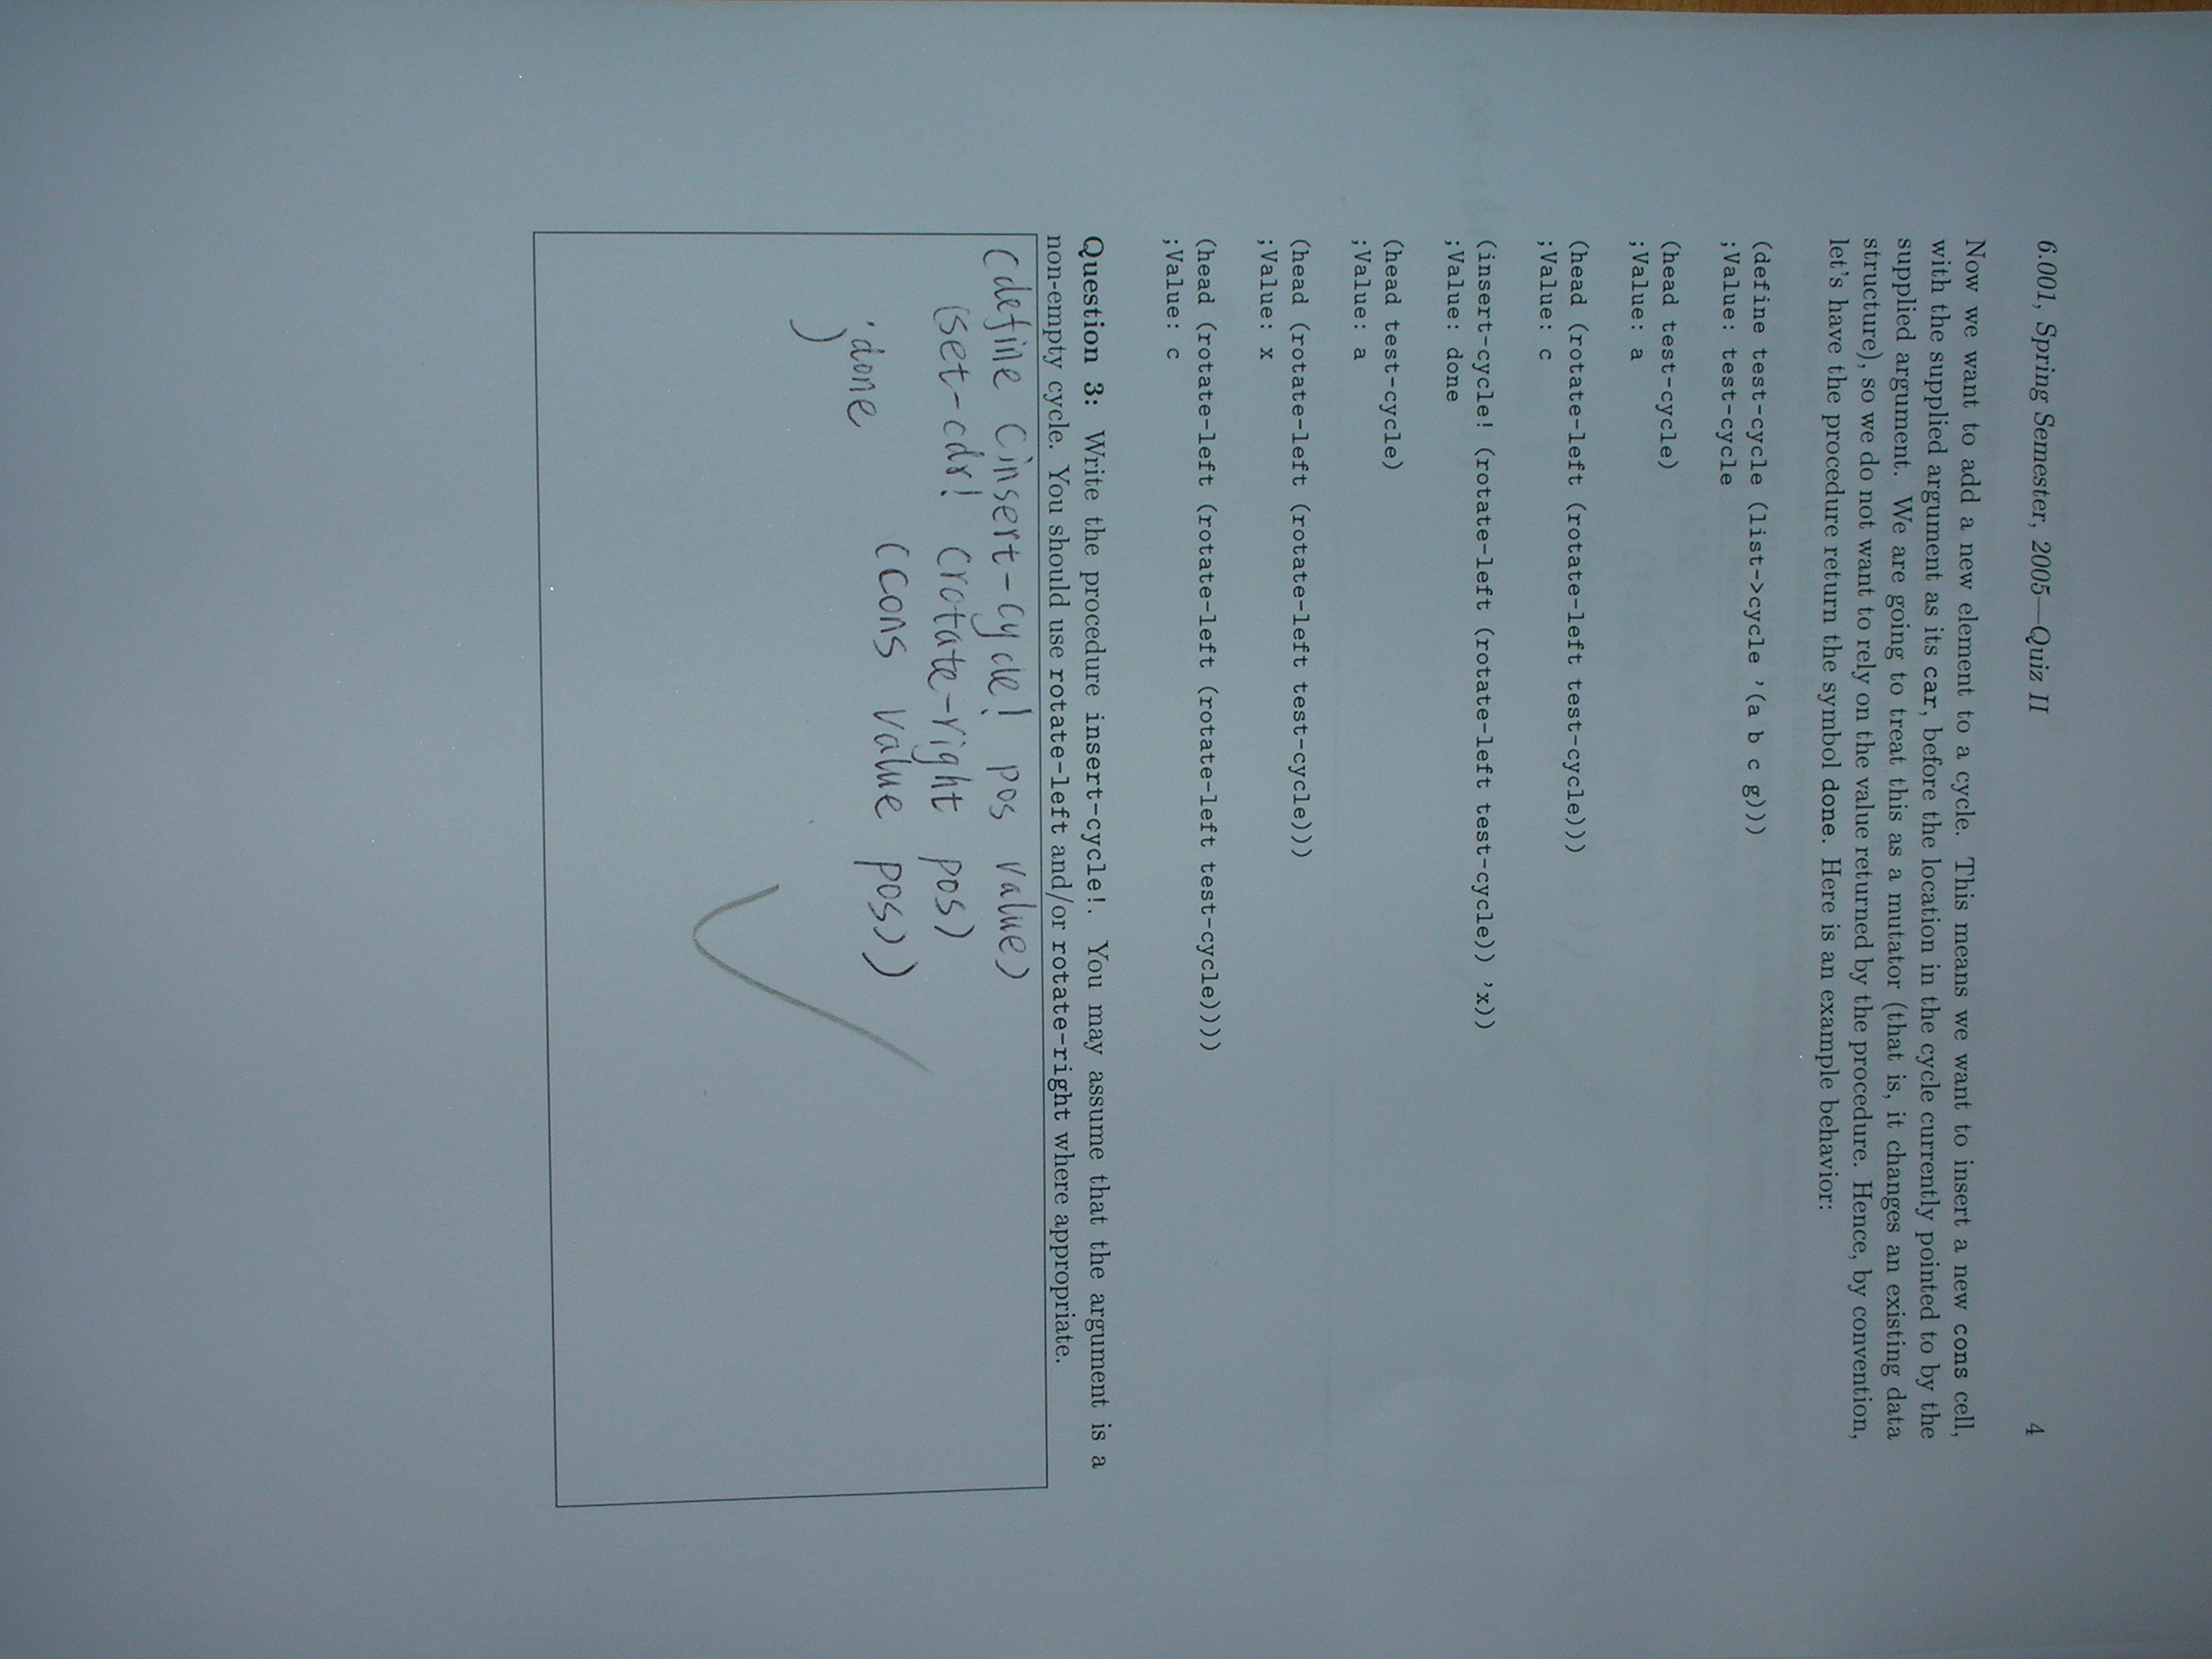 6.001, Spring Semester, 2005—Quiz II 4
Now we want to add a new element to a cycle. This means we want to insert a new cons cell,
with the supplied argument as its car, before the location in the cycle currently pointed to by the
supplied argument. We are going to treat this as a mutator (that is, it changes an existing data
structure), so we do not want to rely on the value returned by the procedure. Hence, by convention,
let's have the procedure return the symbol done. Here is an example behavior:
(define test-cycle (list->cycle '(a b c g)))
;Value: test-cycle
(head test-cycle)
;Value: a
(head (rotate-left (rotate-left test-cycle)))
;Value: c
(insert-cycle! (rotate-left (rotate-left test-cycle)) 'x))
;Value: done
(head test-cycle)
;Value: a
(head (rotate-left (rotate-left test-cycle)))
;Value: x
(head (rotate-left (rotate-left (rotate-left test-cycle))))
;Value: c
Question 3: Write the procedure insert-cycle!. You may assume that the argument is a
non-empty cycle. You should use rotate-left and/or rotate-right where appropriate.
(define (insert-cycle! pos value)
(set-cdr! (rotate-right pos)
(cons value pos))
'done
)